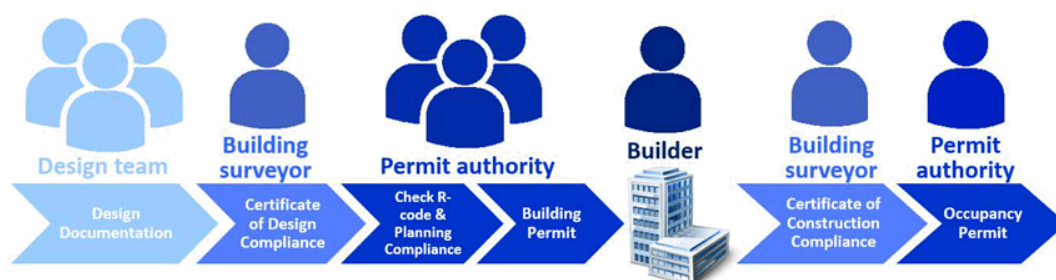 Design team
Building
surveyor
Permit authority
Builder
Building
surveyor
Permit
authority
Design
Documentation
Certificate
of Design
Compliance
Check R-
code &
Planning
Compliance
Building
Permit
Certificate of
Construction
Compliance
Occupancy
Permit